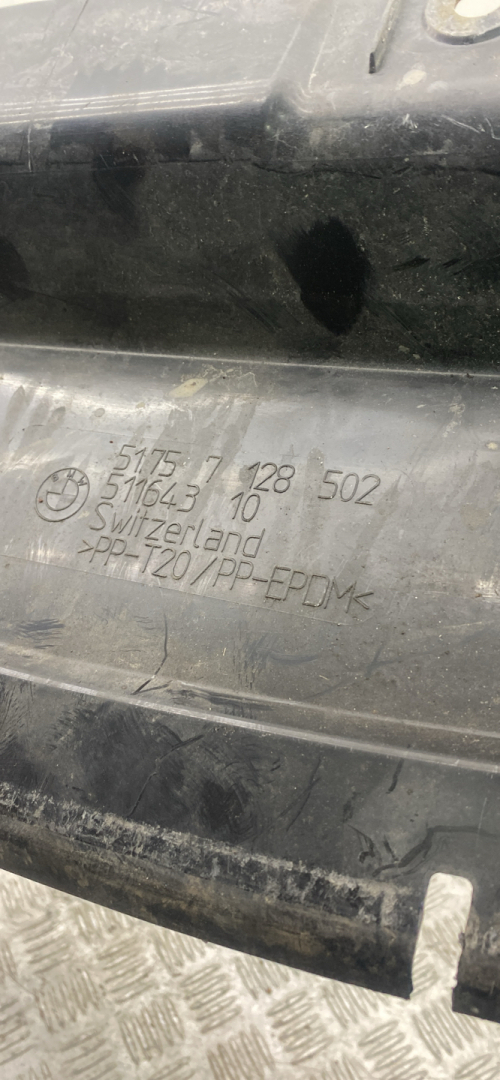 5175 7 128 502
511643 10
Switzerland
>PP-T20/PP-EPDM<